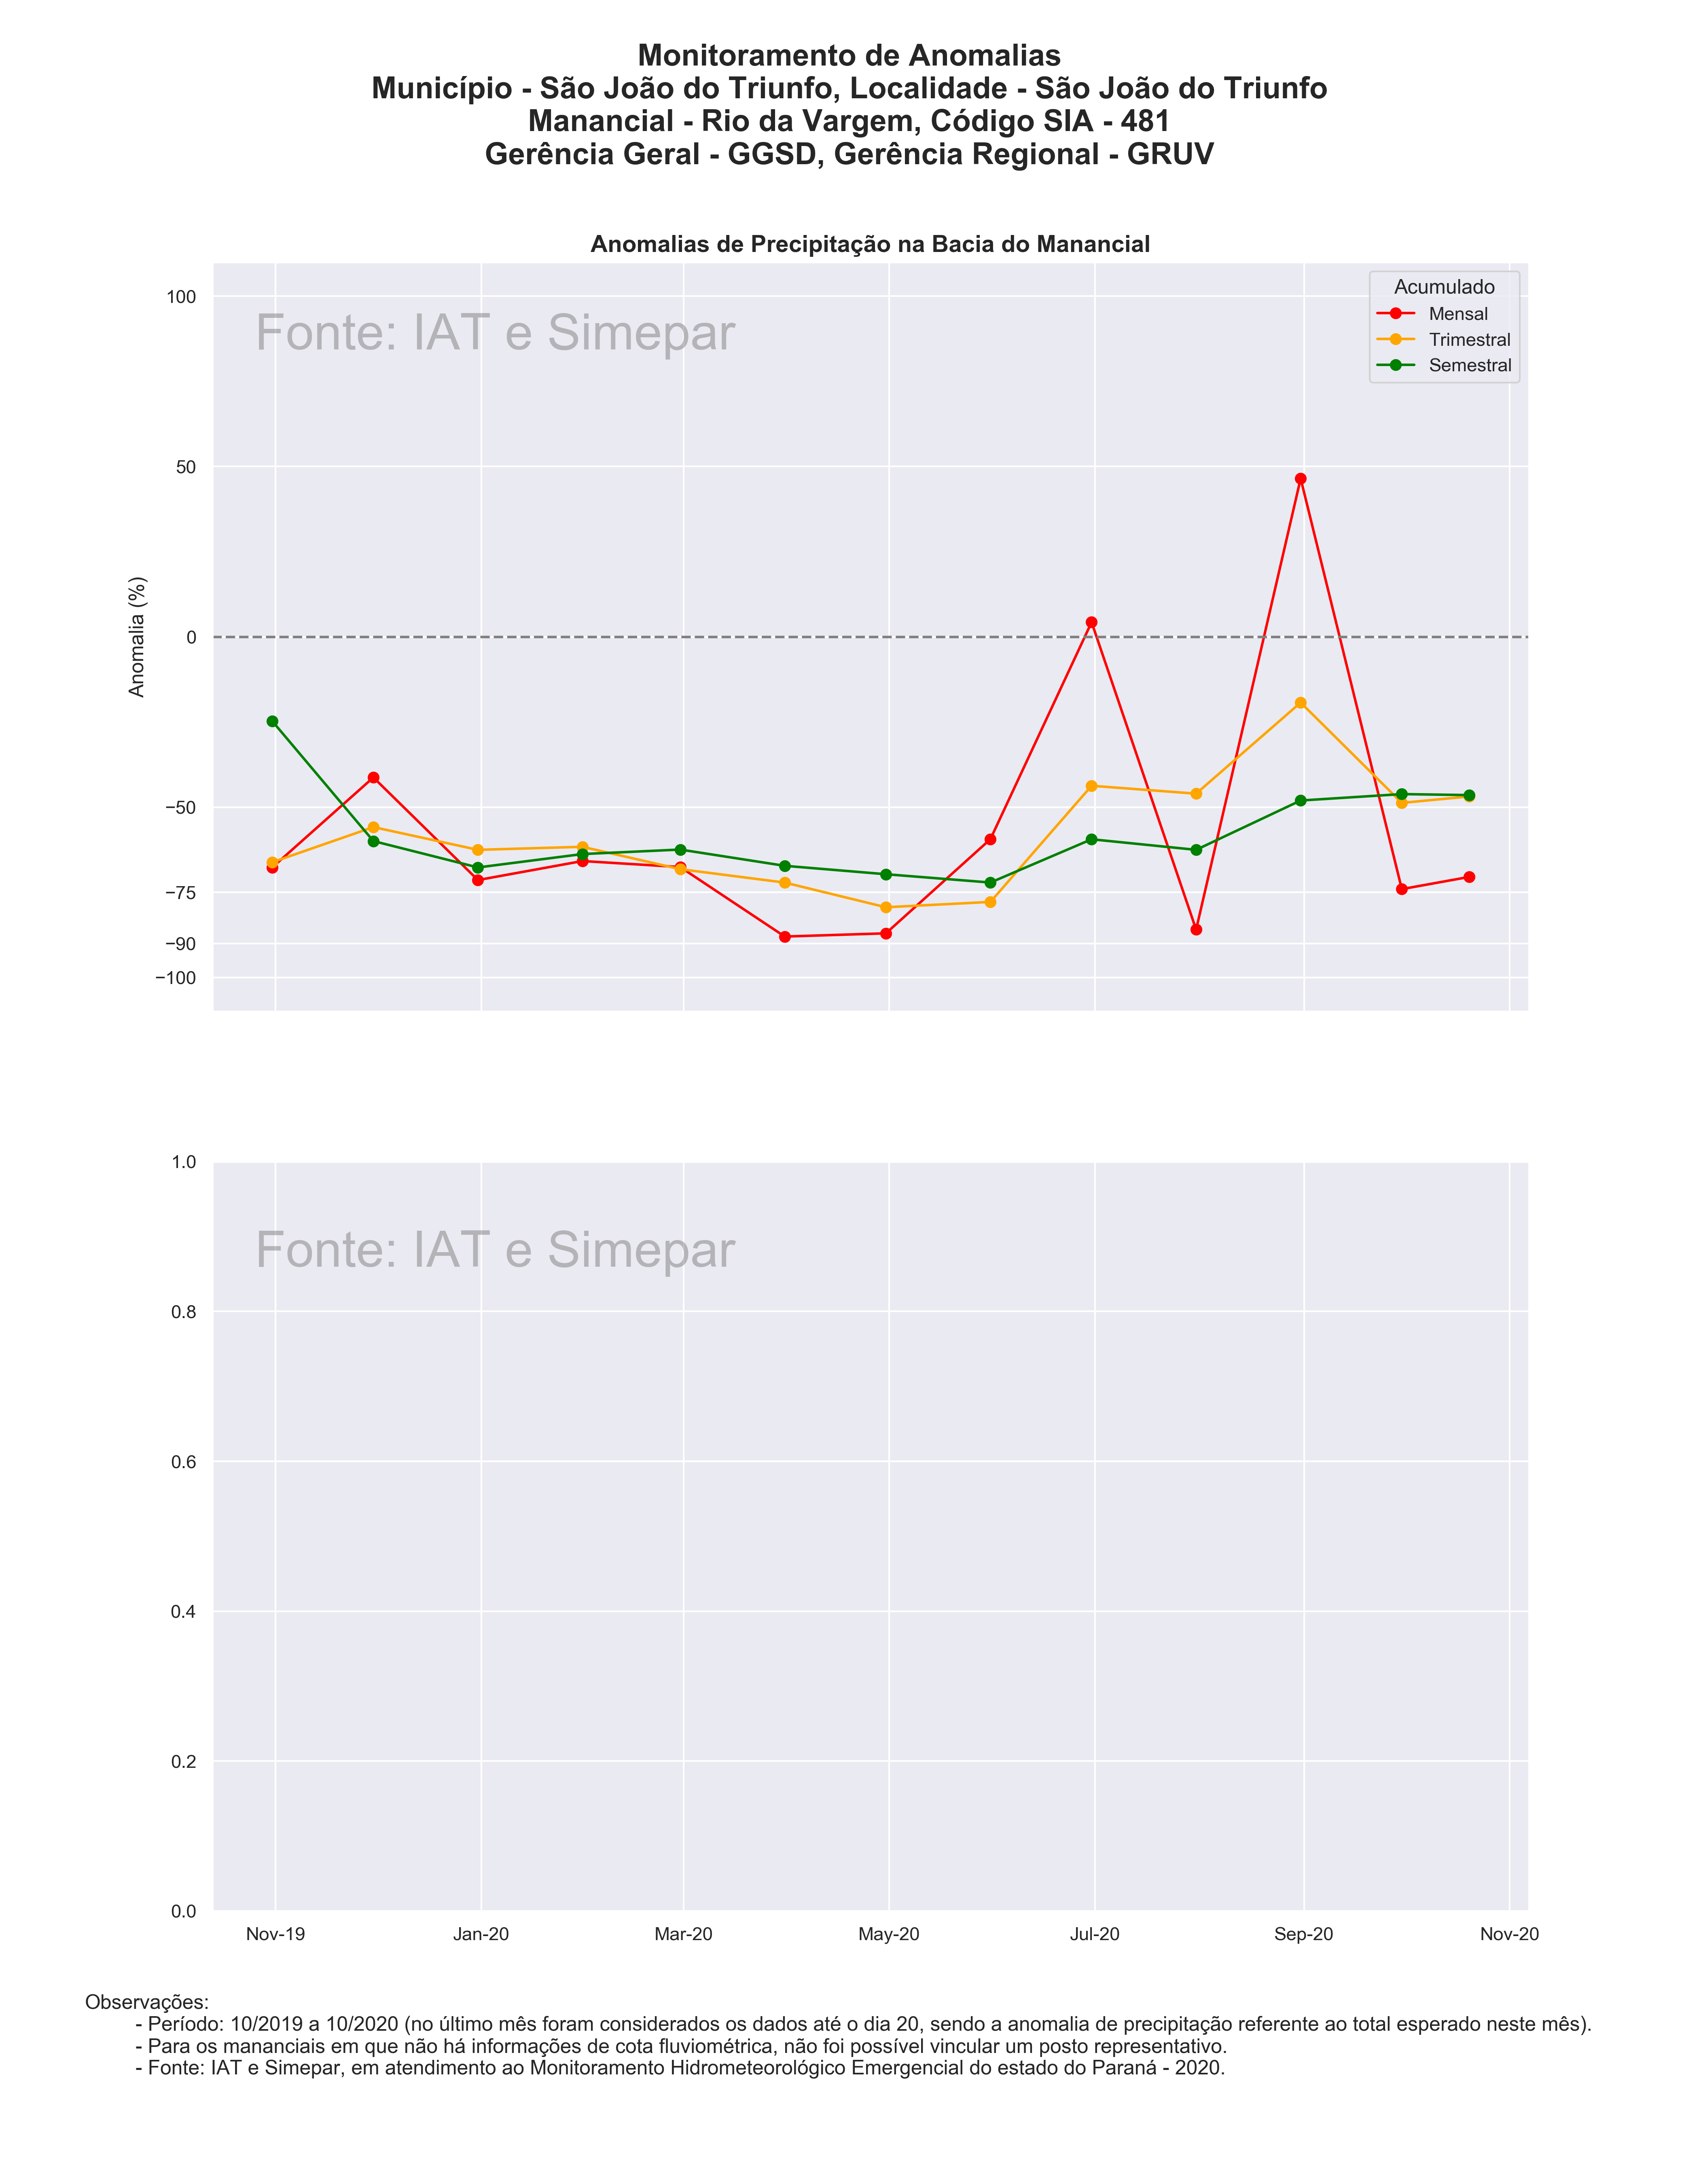 Monitoramento de Anomalias
Município - São João do Triunfo, Localidade - São João do Triunfo
Manancial - Rio da Vargem, Código SIA - 481
Gerência Geral - GGSD, Gerência Regional - GRUV
Anomalias de Precipitação na Bacia do Manancial
Fonte: IAT e Simepar
Acumulado
Mensal
Trimestral
Semestral
Anomalia (%)
100
50
0
−50
−75
−90
−100
Fonte: IAT e Simepar
1.0
0.8
0.6
0.4
0.2
0.0
Nov-19 Jan-20 Mar-20 May-20 Jul-20 Sep-20 Nov-20
Observações:
- Período: 10/2019 a 10/2020 (no último mês foram considerados os dados até o dia 20, sendo a anomalia de precipitação referente ao total esperado neste mês).
- Para os mananciais em que não há informações de cota fluviométrica, não foi possível vincular um posto representativo.
- Fonte: IAT e Simepar, em atendimento ao Monitoramento Hidrometeorológico Emergencial do estado do Paraná - 2020.